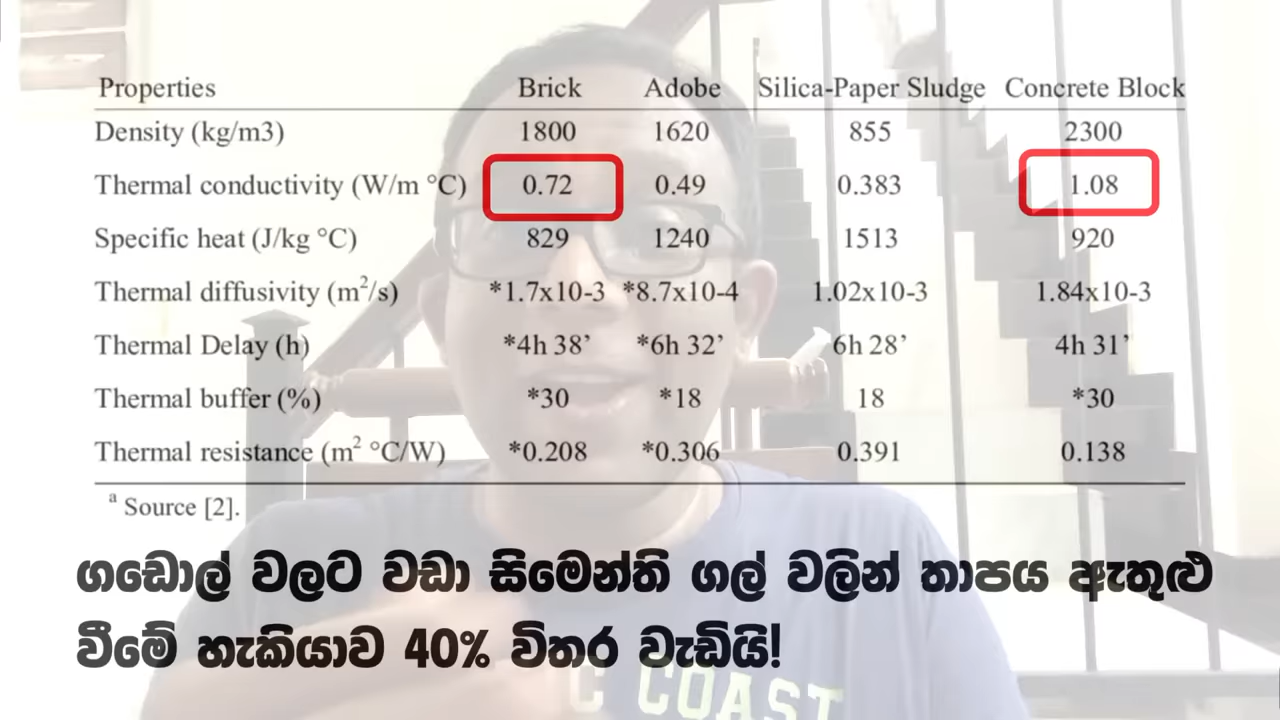 Properties Brick Adobe Silica-Paper Sludge Concrete Block
Density (kg/m3) 1800 1620 855 2300
Thermal conductivity (W/m °C) 0.72 0.49 0.383 1.08
Specific heat (J/kg °C) 829 1240 1513 920
Thermal diffusivity (m²/s) *1.7x10-3 *8.7x10-4 1.02x10-3 1.84x10-3
Thermal Delay (h) *4h 38’ *6h 32’ 6h 28’ 4h 31’
Thermal buffer (%) *30 *18 18 *30
Thermal resistance (m² °C/W) *0.208 *0.306 0.391 0.138
ᵃ Source [2].
ගඩොල් වලට වඩා සිමෙන්ති ගල් වලින් තාපය ඇතුළු
වීමේ හැකියාව 40% විතර වැඩියි!
C COAST